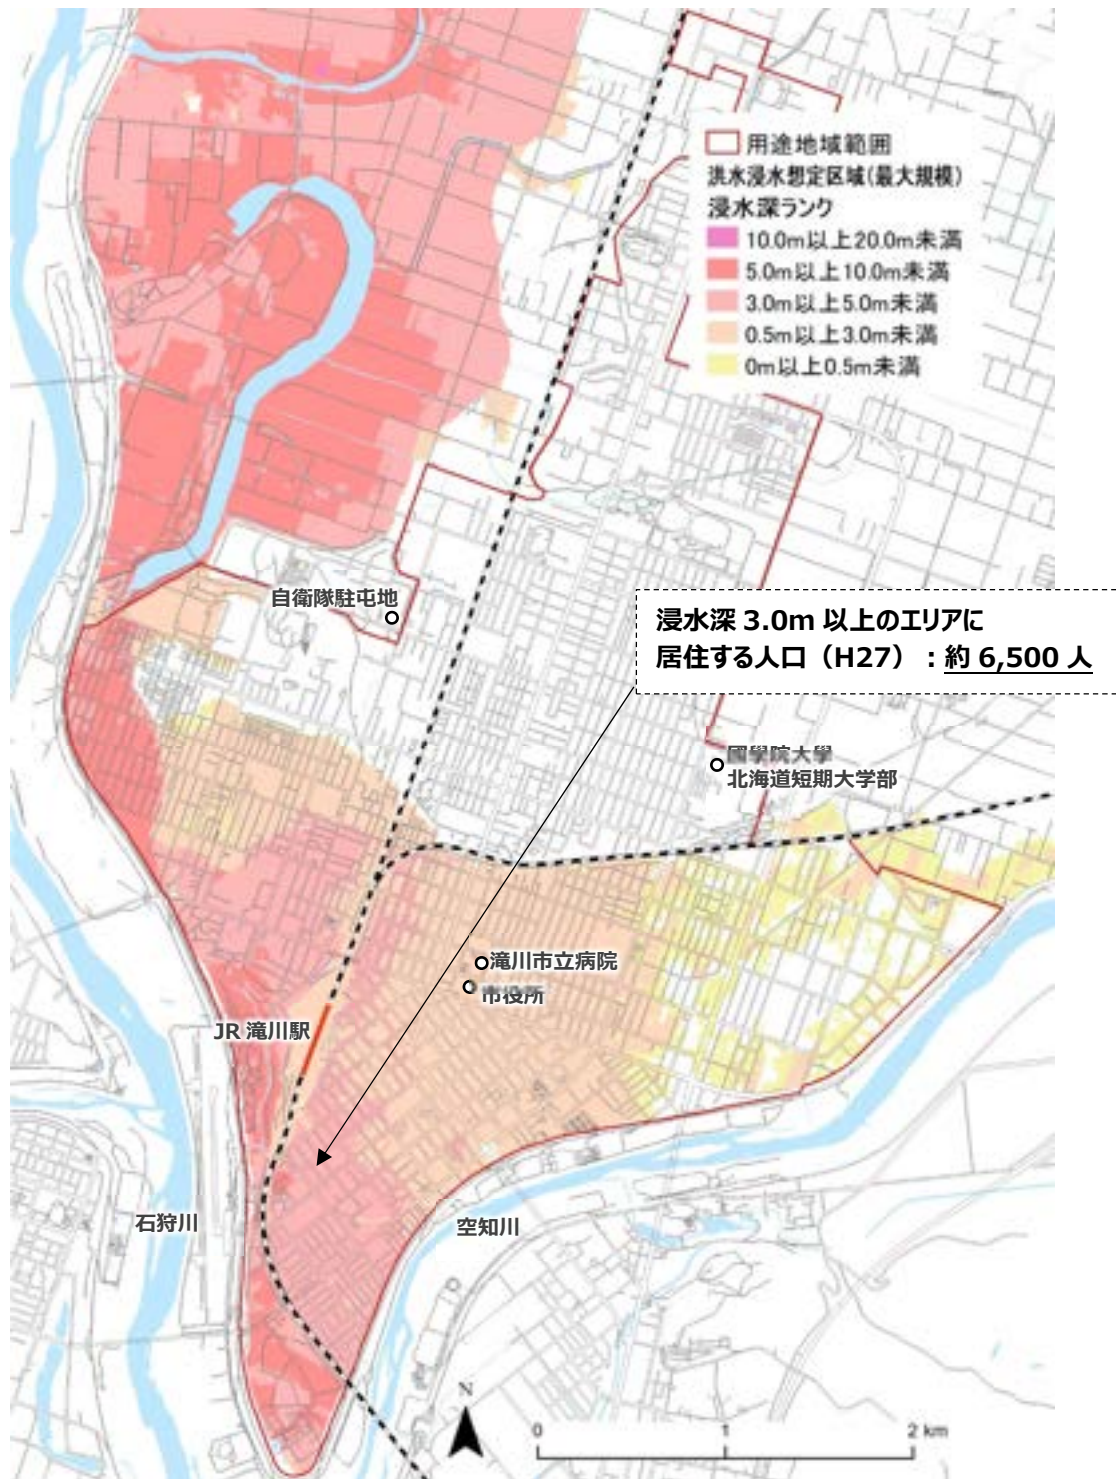 用途地域範囲
洪水浸水想定区域(最大規模)
浸水深ランク
10.0m以上20.0m未満
5.0m以上10.0m未満
3.0m以上5.0m未満
0.5m以上3.0m未満
0m以上0.5m未満
自衛隊駐屯地
浸水深 3.0m 以上のエリアに
居住する人口（H27）：約 6,500 人
國學院大學
北海道短期大学部
滝川市立病院
市役所
JR 滝川駅
石狩川
空知川
N
0 1 2 km